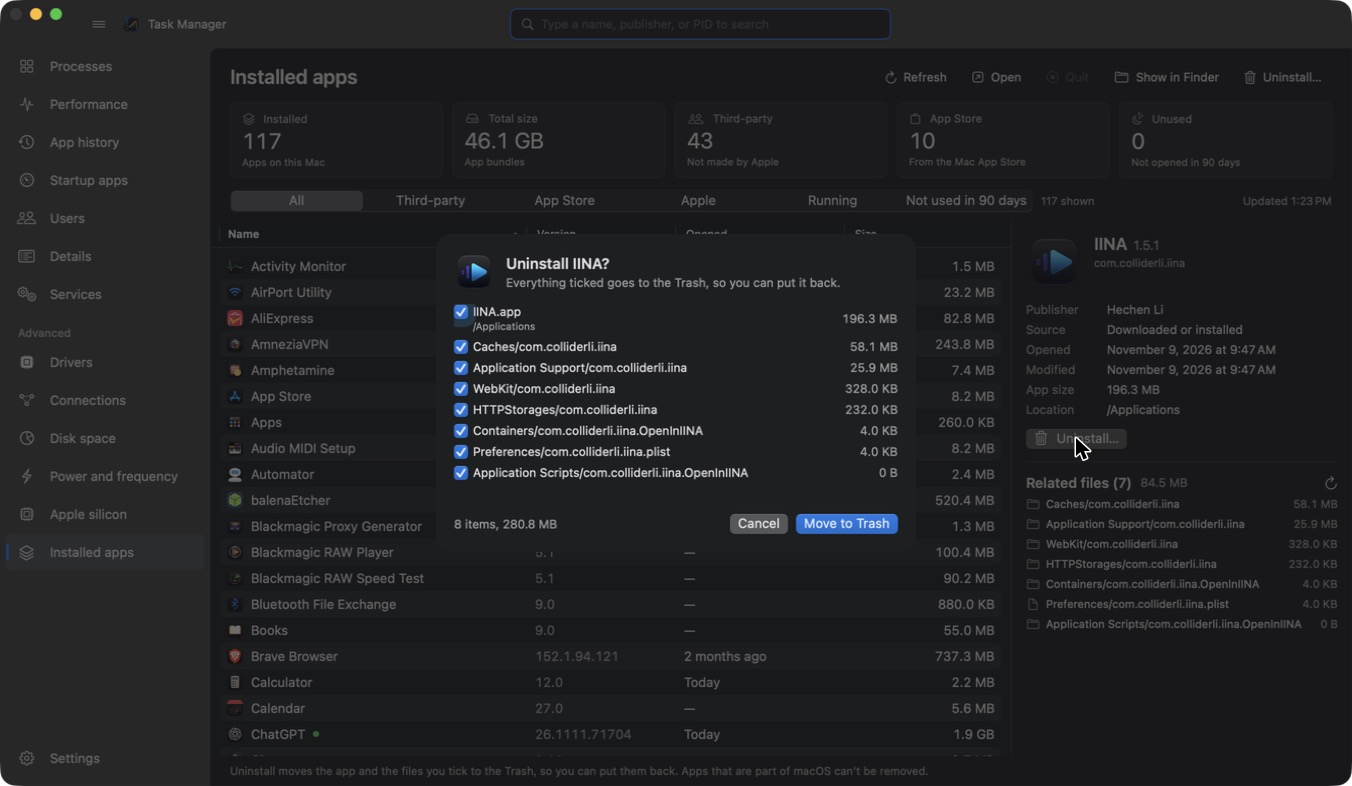 Task Manager
Type a name, publisher, or PID to search
Processes
Performance
App history
Startup apps
Users
Details
Services
Advanced
Drivers
Connections
Disk space
Power and frequency
Apple silicon
Installed apps
Settings
Installed apps
Refresh
Open
Quit
Show in Finder
Uninstall...
Installed
117
Apps on this Mac
Total size
46.1 GB
App bundles
Third-party
43
Not made by Apple
App Store
10
From the Mac App Store
Unused
0
Not opened in 90 days
All Third-party App Store Apple Running Not used in 90 days 117 shown Updated 1:23 PM
Name Version Opened Size
Activity Monitor 1.5 MB
AirPort Utility 23.2 MB
AliExpress 82.8 MB
AmneziaVPN 243.8 MB
Amphetamine 7.4 MB
App Store 8.2 MB
Apps 260.0 KB
Audio MIDI Setup 8.2 MB
Automator 2.4 MB
balenaEtcher 520.4 MB
Blackmagic Proxy Generator 1.3 MB
Blackmagic RAW Player 5.1 — 100.4 MB
Blackmagic RAW Speed Test 5.1 — 90.2 MB
Bluetooth File Exchange 9.0 — 880.0 KB
Books 9.0 — 55.0 MB
Brave Browser 152.1.94.121 2 months ago 737.3 MB
Calculator 12.0 Today 2.2 MB
Calendar 27.0 — 5.6 MB
ChatGPT 26.1111.71704 Today 1.9 GB
Uninstall moves the app and the files you tick to the Trash, so you can put them back. Apps that are part of macOS can't be removed.
Uninstall IINA?
Everything ticked goes to the Trash, so you can put it back.
IINA.app 196.3 MB
/Applications
Caches/com.colliderli.iina 58.1 MB
Application Support/com.colliderli.iina 25.9 MB
WebKit/com.colliderli.iina 328.0 KB
HTTPStorages/com.colliderli.iina 232.0 KB
Containers/com.colliderli.iina.OpenInIINA 4.0 KB
Preferences/com.colliderli.iina.plist 4.0 KB
Application Scripts/com.colliderli.iina.OpenInIINA 0 B
8 items, 280.8 MB
Cancel
Move to Trash
IINA 1.5.1
com.colliderli.iina
Publisher Hechen Li
Source Downloaded or installed
Opened November 9, 2026 at 9:47 AM
Modified November 9, 2026 at 9:47 AM
App size 196.3 MB
Location /Applications
Uninstall...
Related files (7) 84.5 MB
Caches/com.colliderli.iina 58.1 MB
Application Support/com.colliderli.iina 25.9 MB
WebKit/com.colliderli.iina 328.0 KB
HTTPStorages/com.colliderli.iina 232.0 KB
Containers/com.colliderli.iina.OpenInIINA 4.0 KB
Preferences/com.colliderli.iina.plist 4.0 KB
Application Scripts/com.colliderli.iina.OpenInIINA 0 B